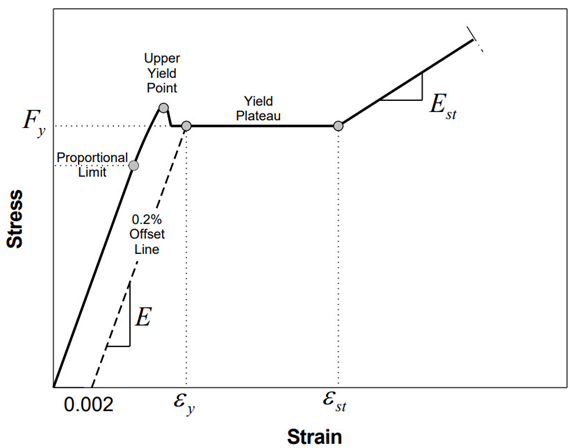 Upper
Yield
Point
Yield
Plateau
F_y
E_st
Proportional
Limit
Stress
0.2%
Offset
Line
E
0.002
ε_y
ε_st
Strain